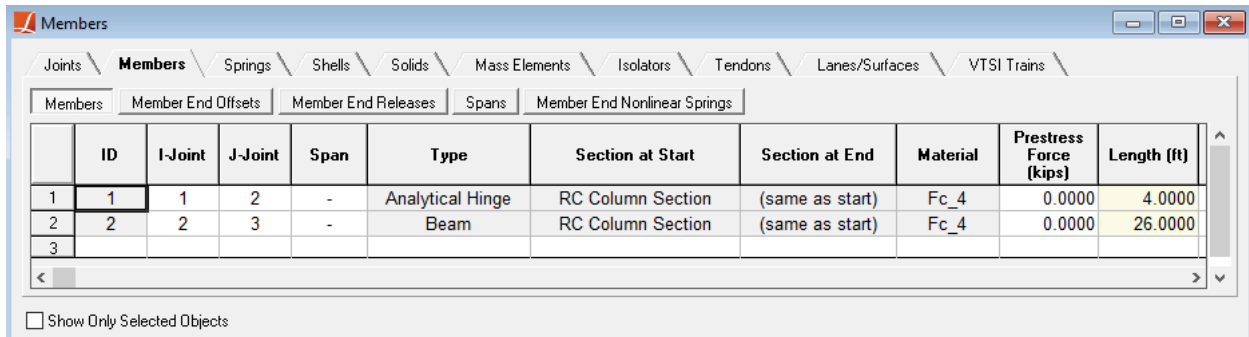 Members
Joints Members Springs Shells Solids Mass Elements Isolators Tendons Lanes/Surfaces VTSI Trains
Members Member End Offsets Member End Releases Spans Member End Nonlinear Springs
ID I-Joint J-Joint Span Type Section at Start Section at End Material Prestress Force (kips) Length (ft)
1 1 1 2 - Analytical Hinge RC Column Section (same as start) Fc_4 0.0000 4.0000
2 2 2 3 - Beam RC Column Section (same as start) Fc_4 0.0000 26.0000
3
Show Only Selected Objects